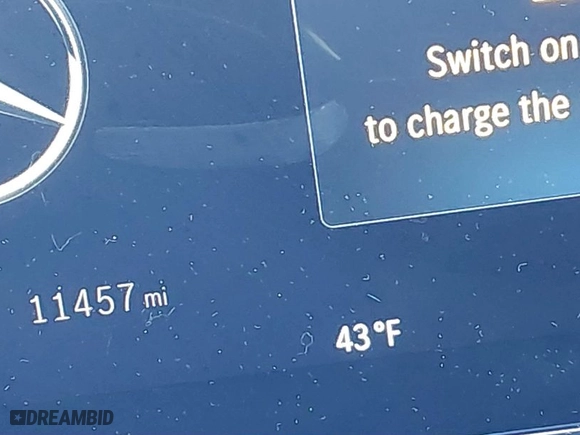 Switch on
to charge the
11457 mi
43°F
DREAMBID